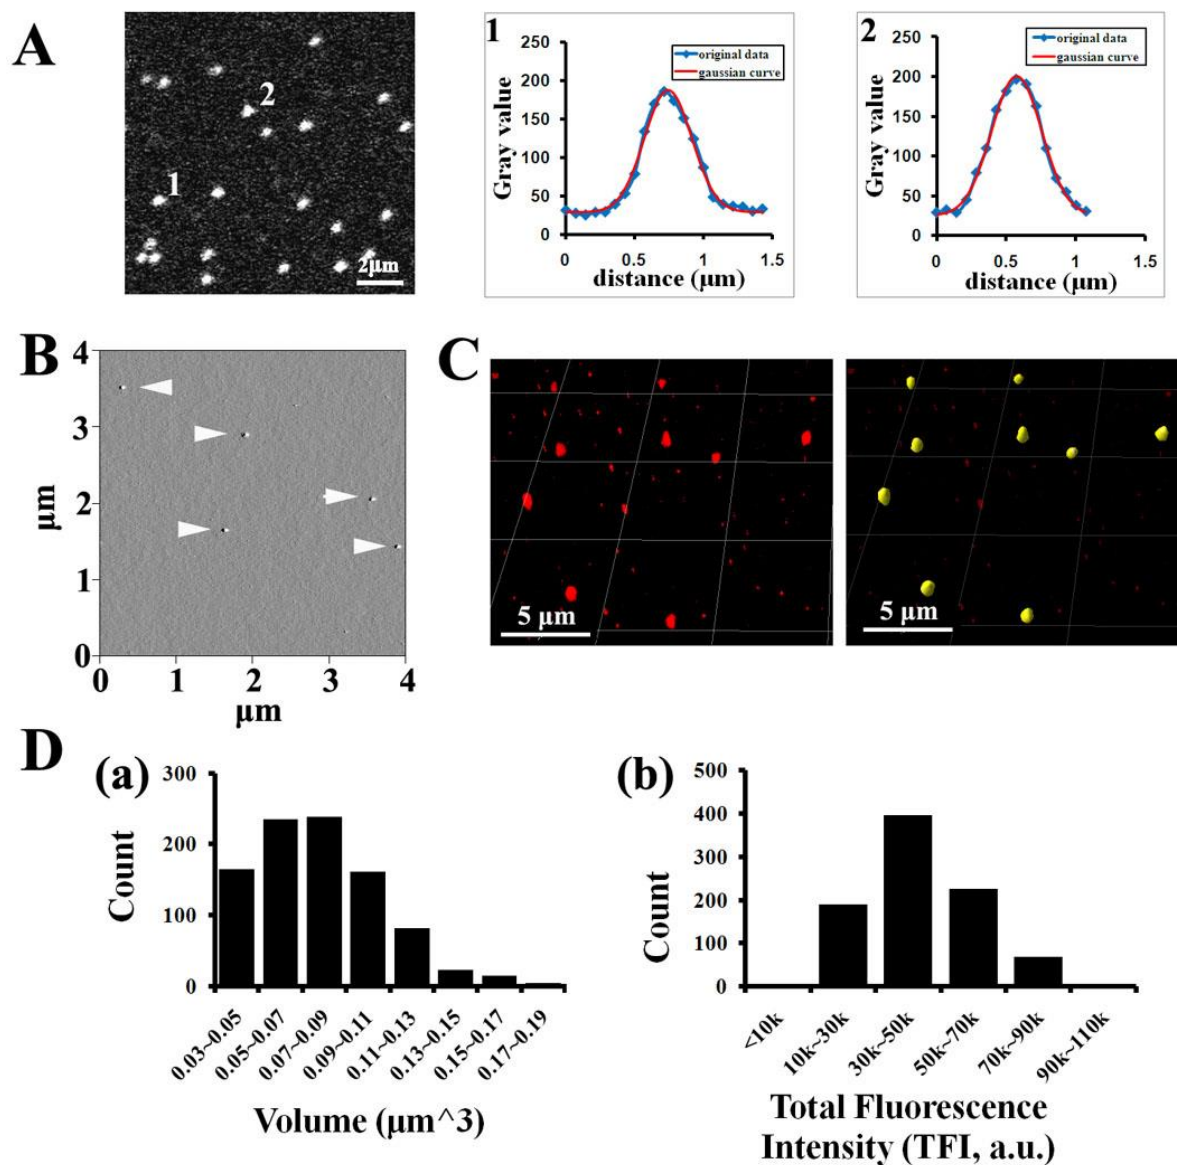 A
1
2
2μm
1
250
200
150
100
50
0
Gray value
original data
gaussian curve
0
0.5
1
1.5
distance (μm)
2
250
200
150
100
50
0
Gray value
original data
gaussian curve
0
0.5
1
1.5
distance (μm)
B
4
3
2
1
0
μm
0
1
2
3
4
μm
C
5 μm
5 μm
D
(a)
300
200
100
0
Count
0.03~0.05
0.05~0.07
0.07~0.09
0.09~0.11
0.11~0.13
0.13~0.15
0.15~0.17
0.17~0.19
Volume (μm^3)
(b)
500
400
300
200
100
0
Count
<10k
10k~30k
30k~50k
50k~70k
70k~90k
90k~110k
Total Fluorescence
Intensity (TFI, a.u.)